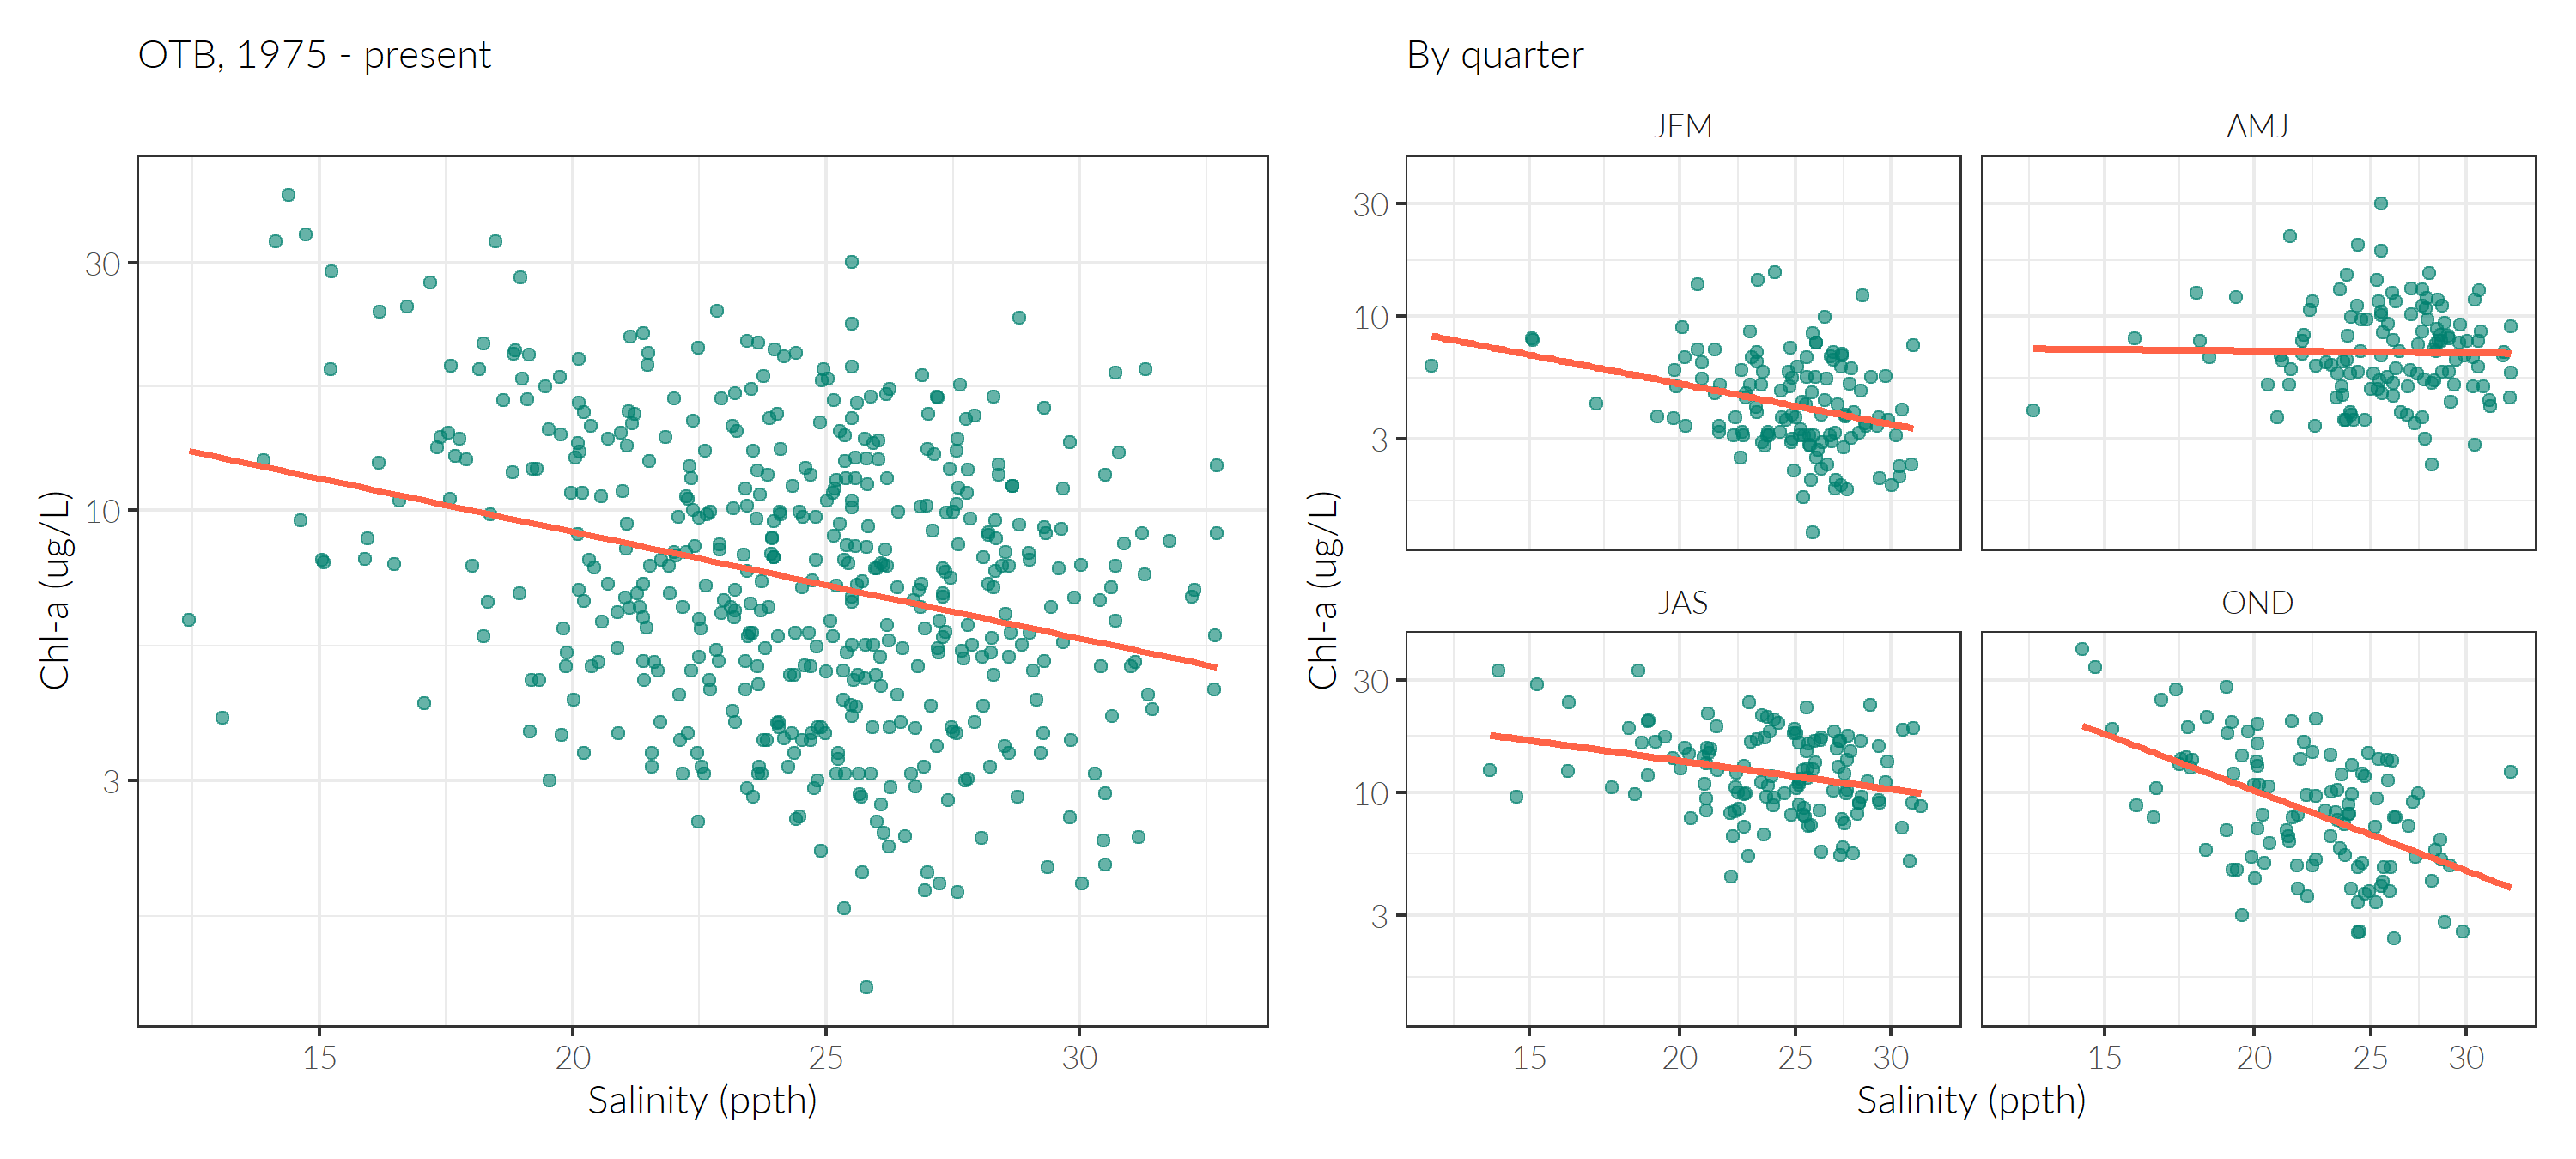 OTB, 1975 - present
Chl-a (ug/L)
30
10
3
15 20 25 30
Salinity (ppth)
By quarter
JFM AMJ
Chl-a (ug/L)
30
10
3
JAS OND
30
10
3
15 20 25 30 15 20 25 30
Salinity (ppth)